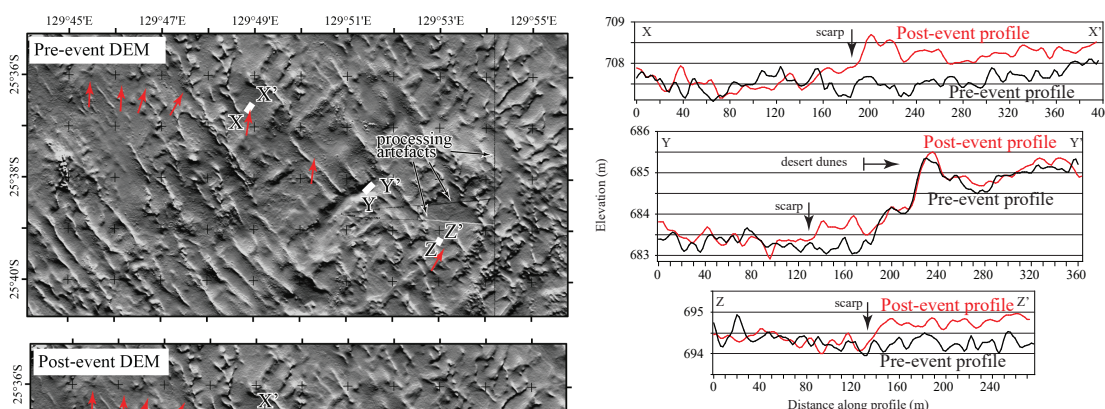 129°45'E 129°47'E 129°49'E 129°51'E 129°53'E 129°55'E
Pre-event DEM
25°36'S
25°38'S
25°40'S
X X'
processing
artefacts
Y Y'
Z Z'
Post-event DEM
25°36'S
X'
709
708
X scarp Post-event profile X'
Pre-event profile
0 40 80 120 160 200 240 280 320 360 400
686
685
684
683
Y Post-event profile Y'
desert dunes
Pre-event profile
scarp
0 40 80 120 160 200 240 280 320 360
Elevation (m)
695
694
Z scarp Post-event profile Z'
Pre-event profile
0 40 80 120 160 200 240
Distance along profile (m)